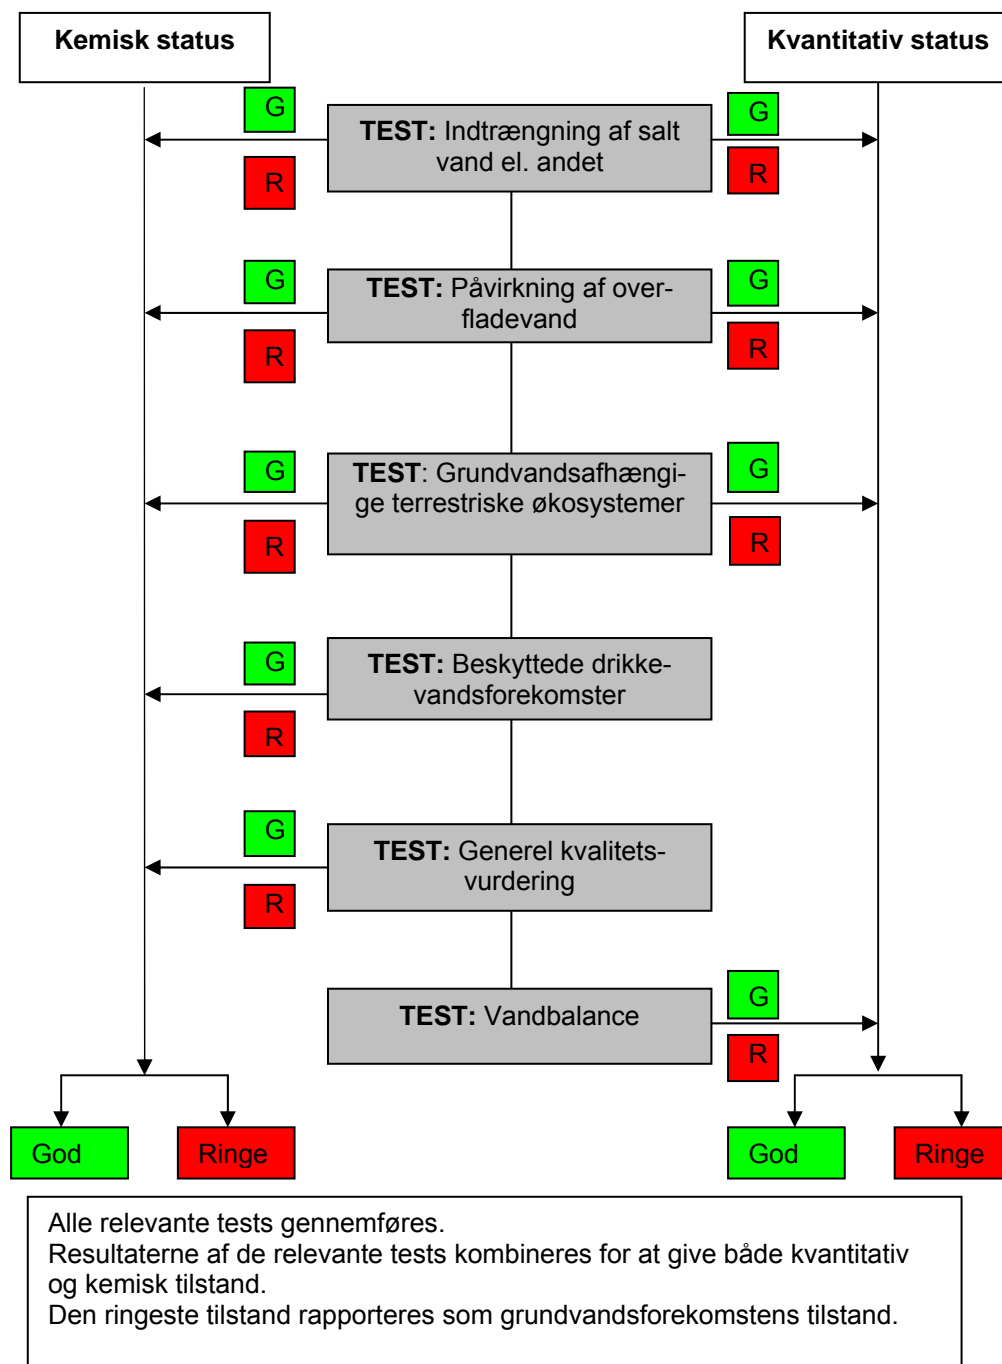 Kemisk status
Kvantitativ status
G
G
TEST: Indtrængning af salt
vand el. andet
R
R
G
G
TEST: Påvirkning af over-
fladevand
R
R
G
G
TEST: Grundvandsafhængi-
ge terrestriske økosystemer
R
R
G
TEST: Beskyttede drikke-
vandsforekomster
R
G
TEST: Generel kvalitets-
vurdering
R
G
TEST: Vandbalance
R
God
Ringe
God
Ringe
Alle relevante tests gennemføres.
Resultaterne af de relevante tests kombineres for at give både kvantitativ
og kemisk tilstand.
Den ringeste tilstand rapporteres som grundvandsforekomstens tilstand.